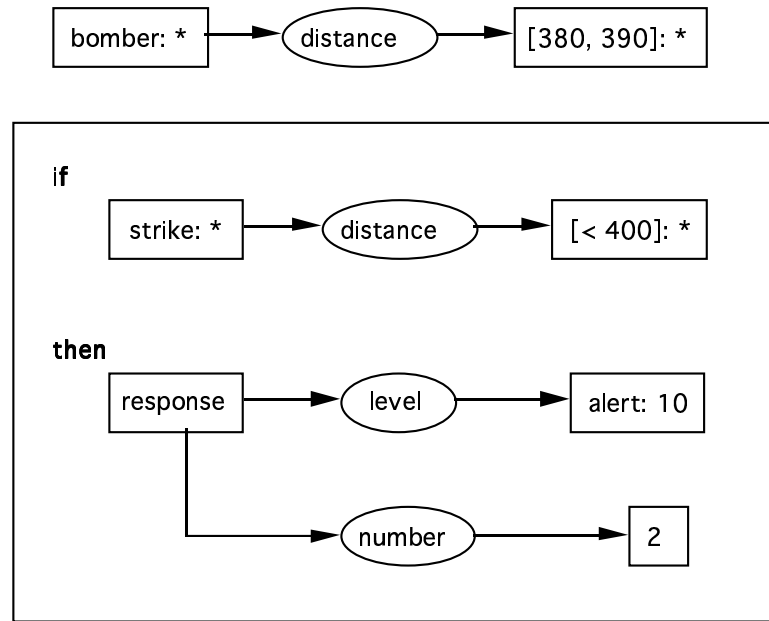 bomber: * distance [380, 390]: *
if
strike: * distance [< 400]: *
then
response level alert: 10
number 2